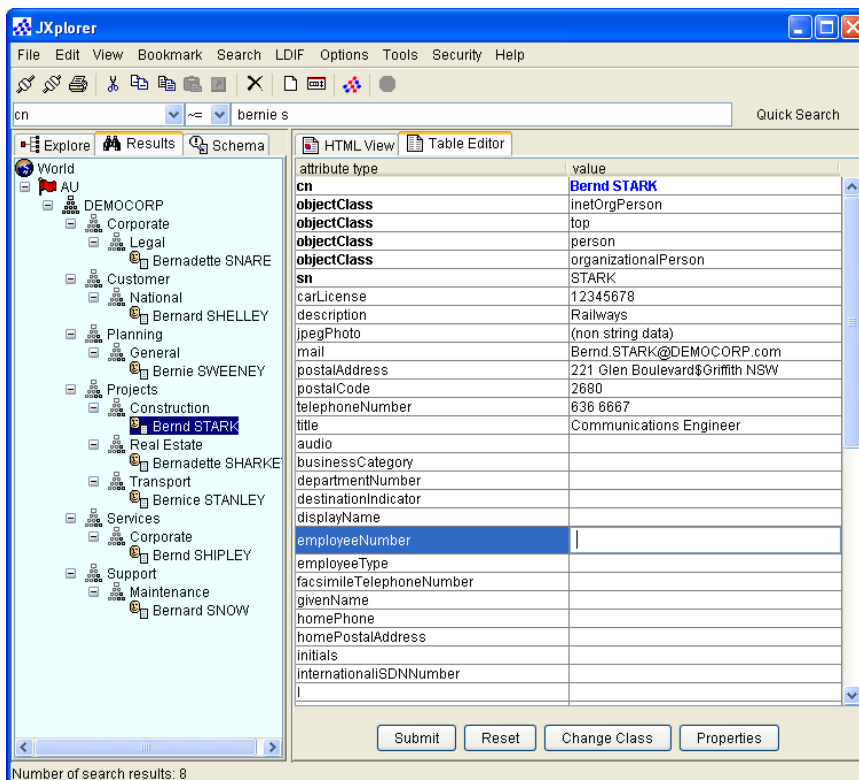 JXplorer
File Edit View Bookmark Search LDIF Options Tools Security Help
cn ~= bernie s Quick Search
Explore Results Schema
World
AU
DEMOCORP
Corporate
Legal
Bernadette SNARE
Customer
National
Bernard SHELLEY
Planning
General
Bernie SWEENEY
Projects
Construction
Bernd STARK
Real Estate
Bernadette SHARKE
Transport
Bernice STANLEY
Services
Corporate
Bernd SHIPLEY
Support
Maintenance
Bernard SNOW
HTML View Table Editor
attribute type value
cn Bernd STARK
objectClass inetOrgPerson
objectClass top
objectClass person
objectClass organizationalPerson
sn STARK
carLicense 12345678
description Railways
jpegPhoto (non string data)
mail Bernd.STARK@DEMOCORP.com
postalAddress 221 Glen Boulevard$Griffith NSW
postalCode 2680
telephoneNumber 636 6667
title Communications Engineer
audio
businessCategory
departmentNumber
destinationIndicator
displayName
employeeNumber
employeeType
facsimileTelephoneNumber
givenName
homePhone
homePostalAddress
initials
internationaliSDNNumber
l
Submit Reset Change Class Properties
Number of search results: 8